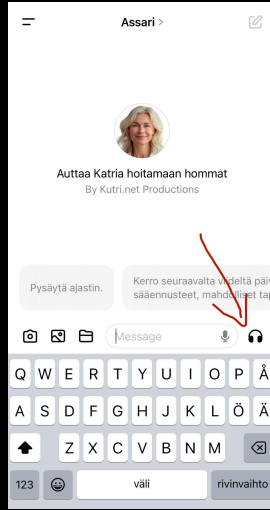 Assari >
Auttaa Katria hoitamaan hommat
By Kutri.net Productions
Pysäytä ajastin.
Kerro seuraavalta viideltä päiv
sääennusteet, mahdolliset tap
Message
Q W E R T Y U I O P Å
A S D F G H J K L Ö Ä
Z X C V B N M
123 väli rivinvaihto